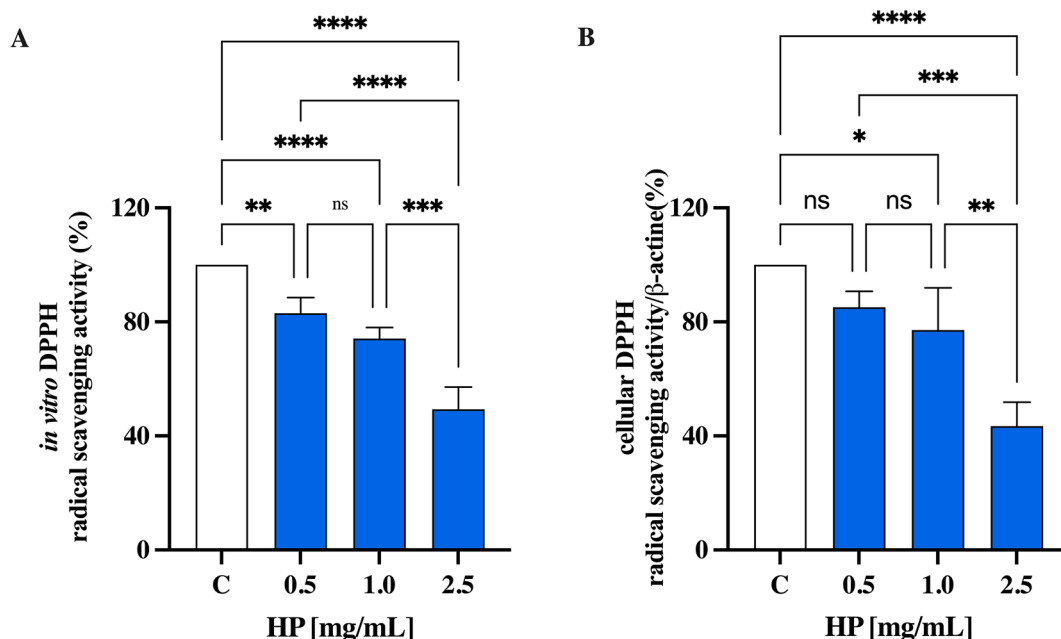 A
****
****
****
**
ns
***
in vitro DPPH
radical scavenging activity (%)
120
80
40
0
C
0.5
1.0
2.5
HP [mg/mL]
B
****
***
*
ns
ns
**
cellular DPPH
radical scavenging activity/β-actine(%)
120
80
40
0
C
0.5
1.0
2.5
HP [mg/mL]